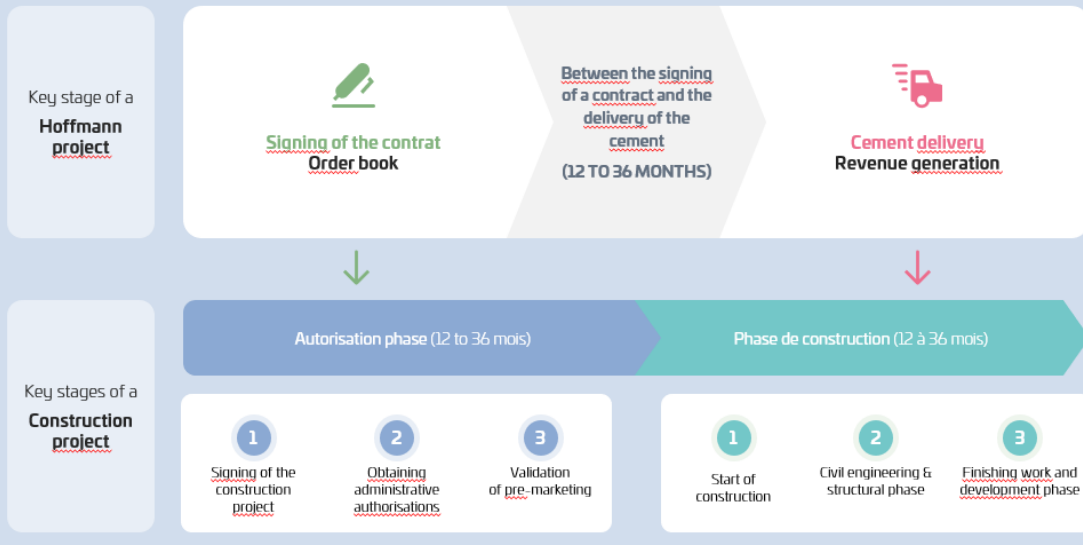 Key stage of a
Hoffmann
project
Signing of the contrat
Order book
Between the signing
of a contract and the
delivery of the
cement
(12 TO 36 MONTHS)
Cement delivery
Revenue generation
Key stages of a
Construction
project
Autorisation phase (12 to 36 mois)
Phase de construction (12 à 36 mois)
1
Signing of the
construction
project
2
Obtaining
administrative
authorisations
3
Validation
of pre-marketing
1
Start of
construction
2
Civil engineering &
structural phase
3
Finishing work and
development phase